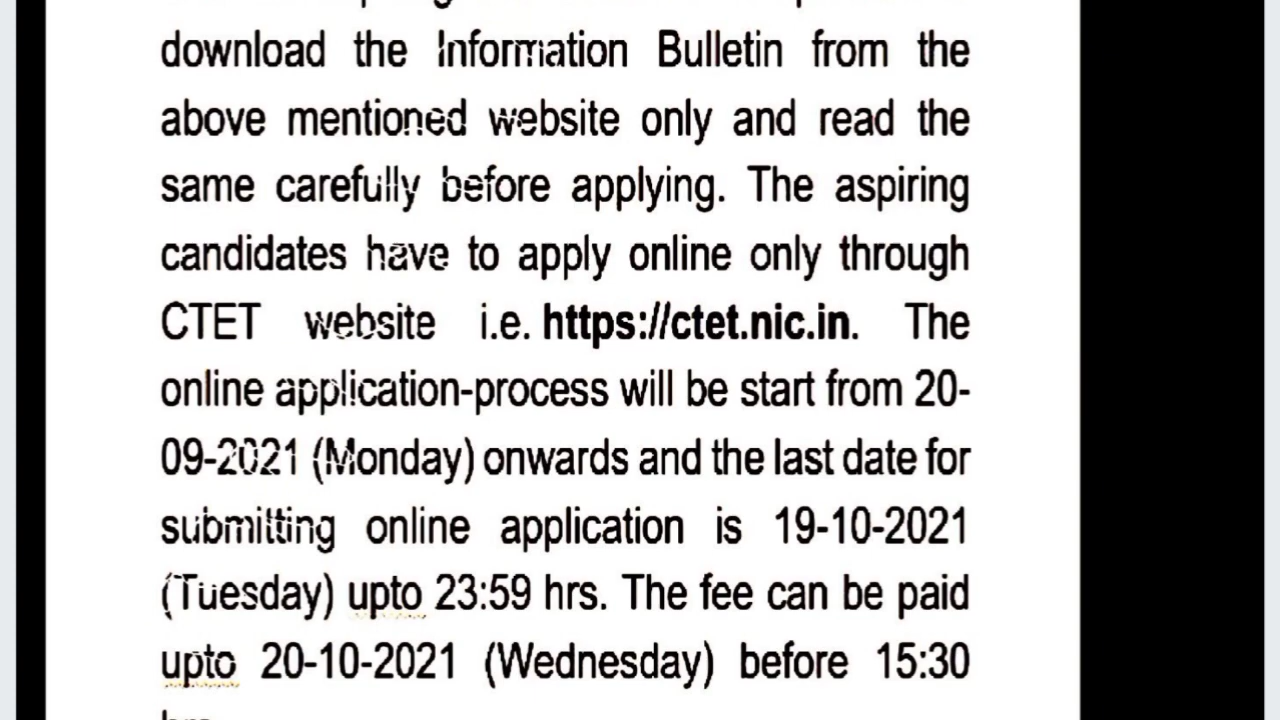 download the Information Bulletin from the
above mentioned website only and read the
same carefully before applying. The aspiring
candidates have to apply online only through
CTET website i.e. https://ctet.nic.in. The
online application-process will be start from 20-
09-2021 (Monday) onwards and the last date for
submitting online application is 19-10-2021
(Tuesday) upto 23:59 hrs. The fee can be paid
upto 20-10-2021 (Wednesday) before 15:30